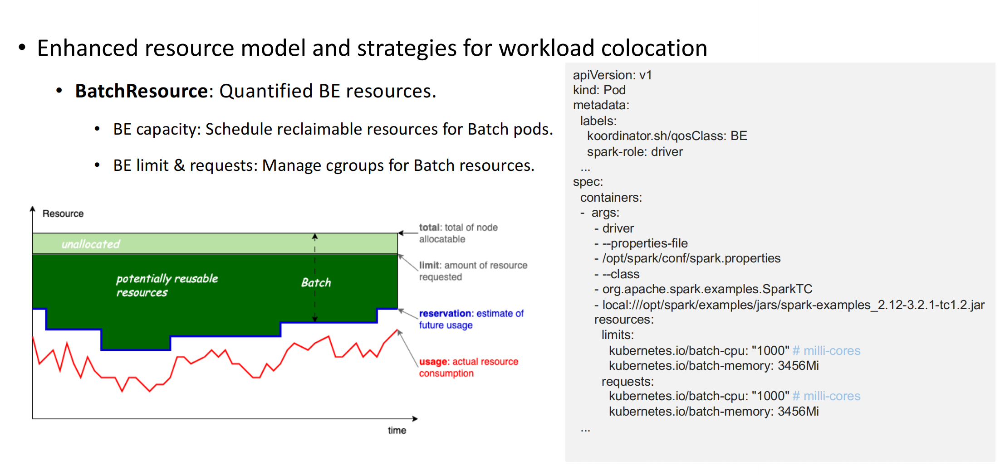 • Enhanced resource model and strategies for workload colocation
• BatchResource: Quantified BE resources.
• BE capacity: Schedule reclaimable resources for Batch pods.
• BE limit & requests: Manage cgroups for Batch resources.
Resource
unallocated
potentially reusable
resources
Batch
total: total of node
allocatable
limit: amount of resource
requested
reservation: estimate of
future usage
usage: actual resource
consumption
time
apiVersion: v1
kind: Pod
metadata:
  labels:
    koordinator.sh/qosClass: BE
    spark-role: driver
  ...
spec:
  containers:
  - args:
    - driver
    - --properties-file
    - /opt/spark/conf/spark.properties
    - --class
    - org.apache.spark.examples.SparkTC
    - local:///opt/spark/examples/jars/spark-examples_2.12-3.2.1-tc1.2.jar
    resources:
      limits:
        kubernetes.io/batch-cpu: "1000" # milli-cores
        kubernetes.io/batch-memory: 3456Mi
      requests:
        kubernetes.io/batch-cpu: "1000" # milli-cores
        kubernetes.io/batch-memory: 3456Mi
  ...